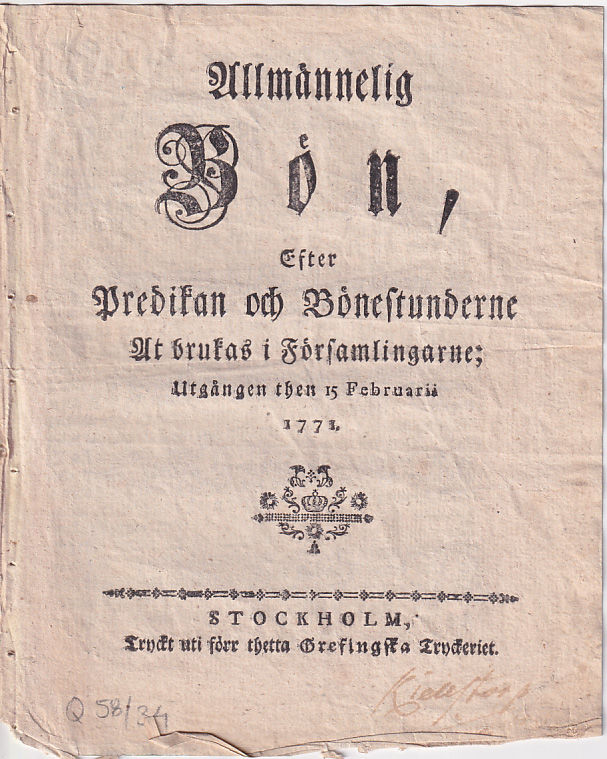 Allmännelig
Bön,
Efter
Predikan och Bönestunderne
At brukas i Församlingarne;
Utgången then 15 Februarii
1771.
STOCKHOLM,
Tryckt uti förr thetta Grefingska Tryckeriet.
Q 58/34